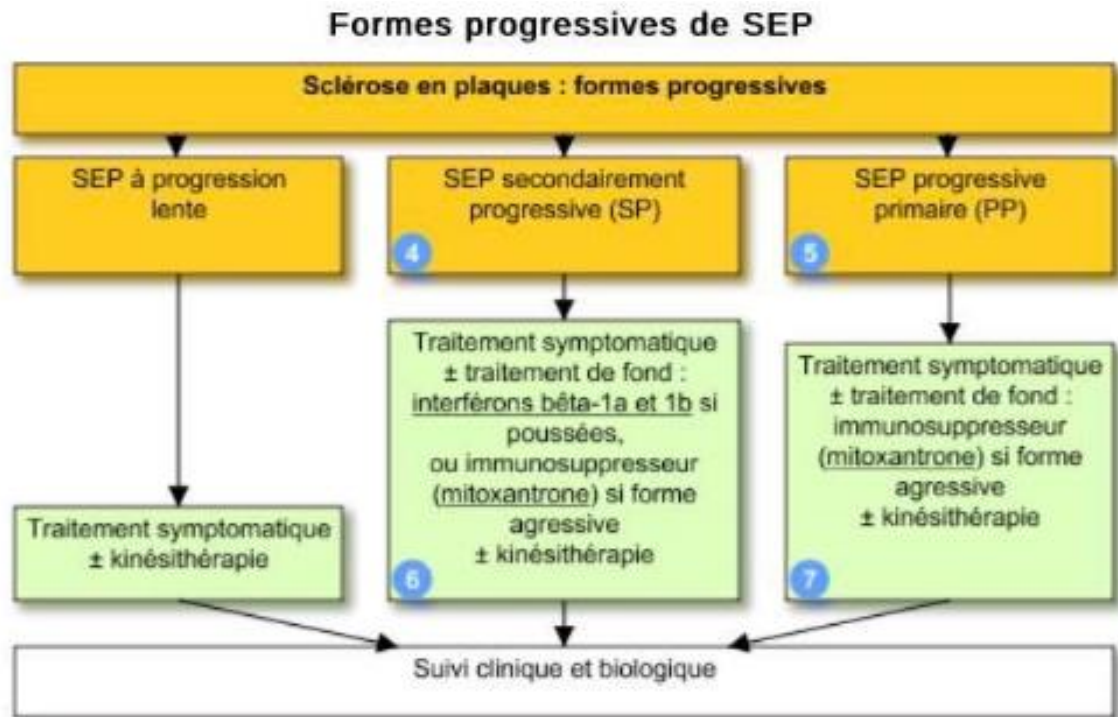 Formes progressives de SEP
Sclérose en plaques : formes progressives
SEP à progression
lente
SEP secondairement
progressive (SP)
4
SEP progressive
primaire (PP)
5
Traitement symptomatique
± kinésithérapie
Traitement symptomatique
± traitement de fond :
interférons bêta-1a et 1b si
poussées,
ou immunosuppresseur
(mitoxantrone) si forme
agressive
± kinésithérapie
6
Traitement symptomatique
± traitement de fond :
immunosuppresseur
(mitoxantrone) si forme
agressive
± kinésithérapie
7
Suivi clinique et biologique